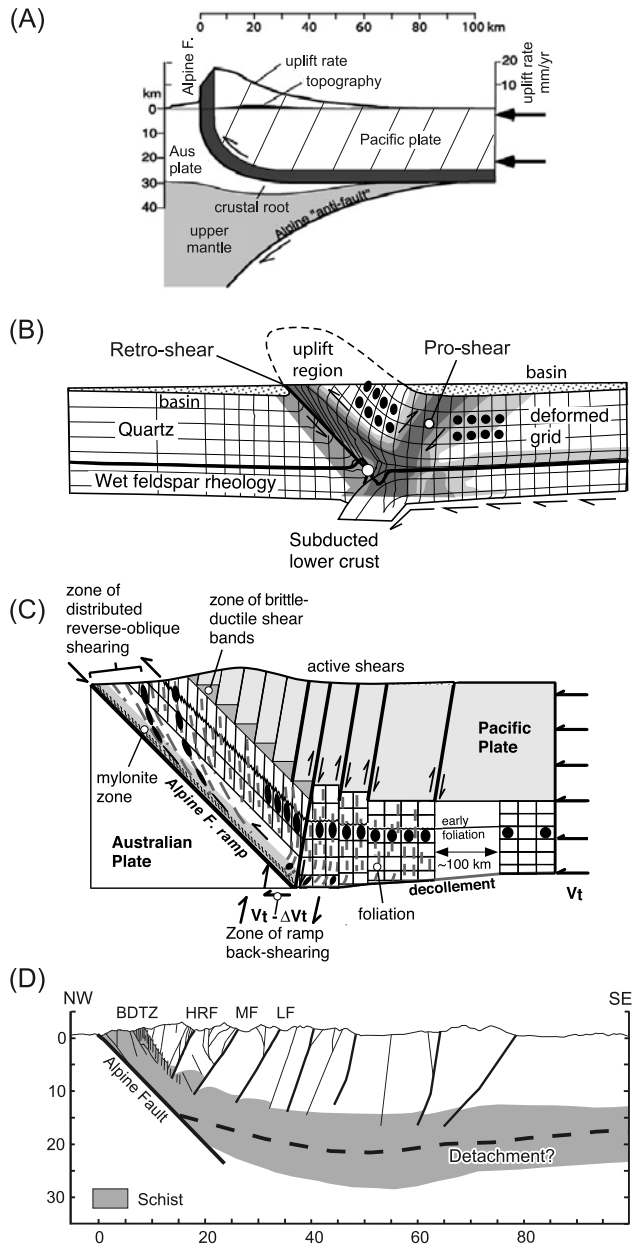 (A)
0 20 40 60 80 100 km
Alpine F.
uplift rate
topography
20
10
uplift rate
mm/yr
km
0
10
20
30
40
Aus
plate
Pacific plate
crustal root
Alpine "anti-fault"
upper
mantle
(B)
Retro-shear
uplift
region
Pro-shear
basin
basin
Quartz
deformed
grid
Wet feldspar rheology
Subducted
lower crust
(C)
zone of
distributed
reverse-oblique
shearing
zone of brittle-
ductile shear
bands
active shears
Pacific
Plate
mylonite
zone
Alpine F. ramp
Australian
Plate
early
foliation
~100 km
decollement
foliation
Vt - ΔVt
Vt
Zone of ramp
back-shearing
(D)
NW
SE
BDTZ HRF MF LF
0
10
15
20
30
Alpine Fault
Detachment?
Schist
0 20 40 60 80